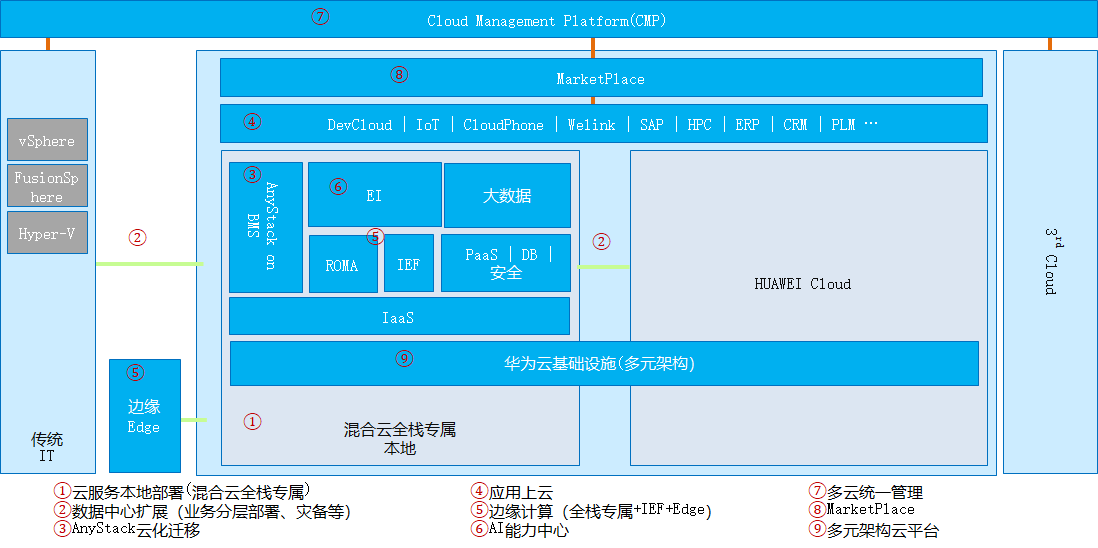 ⑦ Cloud Management Platform(CMP)
⑧ MarketPlace
④ DevCloud | IoT | CloudPhone | Welink | SAP | HPC | ERP | CRM | PLM …
vSphere
FusionSp
here
Hyper-V
传统
IT
②
⑤
边缘
Edge
③
AnyStack on
BMS
⑥ EI
大数据
⑤
ROMA
IEF
PaaS | DB |
安全
IaaS
②
HUAWEI Cloud
⑨ 华为云基础设施(多元架构)
①
混合云全栈专属
本地
3rd Cloud
①云服务本地部署(混合云全栈专属)
②数据中心扩展（业务分层部署、灾备等）
③AnyStack云化迁移
④应用上云
⑤边缘计算（全栈专属+IEF+Edge）
⑥AI能力中心
⑦多云统一管理
⑧MarketPlace
⑨多元架构云平台